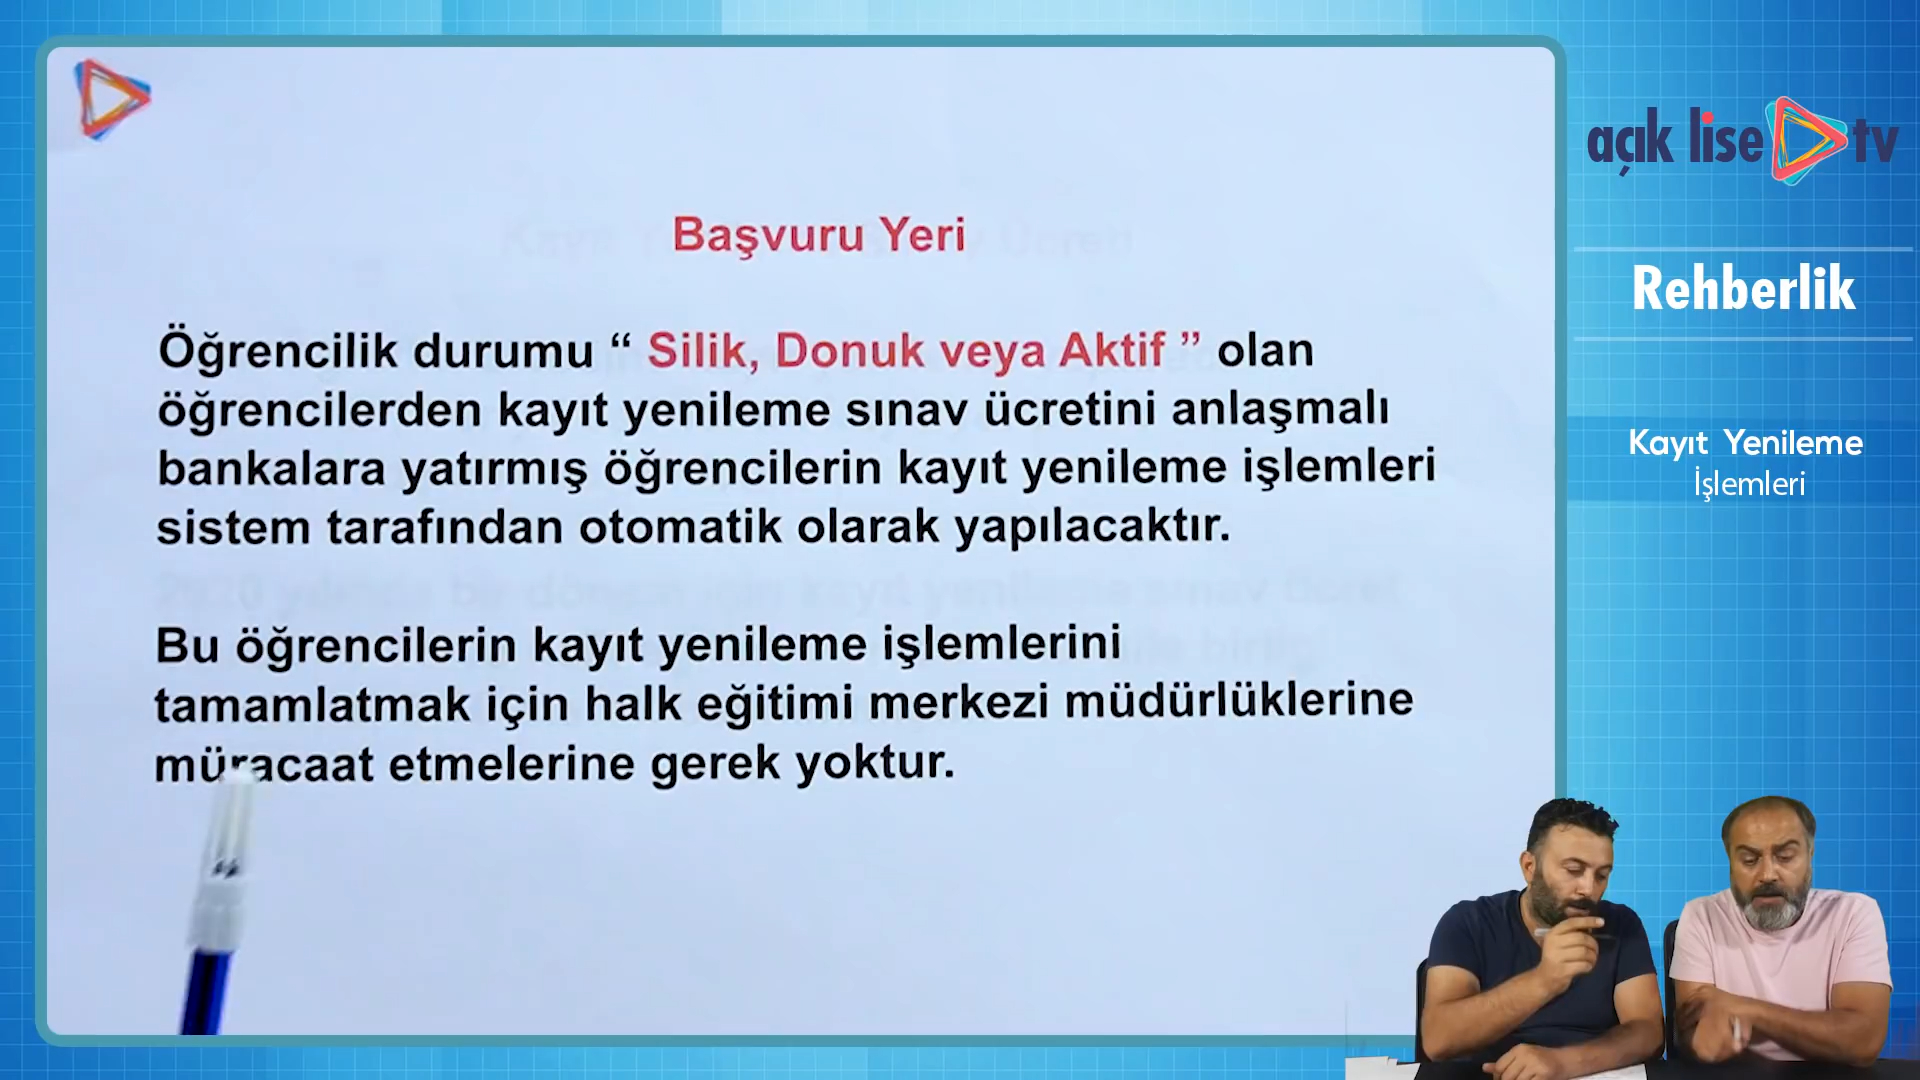 açık lise tv
Rehberlik
Kayıt Yenileme
İşlemleri
Başvuru Yeri
Öğrencilik durumu “ Silik, Donuk veya Aktif ” olan
öğrencilerden kayıt yenileme sınav ücretini anlaşmalı
bankalara yatırmış öğrencilerin kayıt yenileme işlemleri
sistem tarafından otomatik olarak yapılacaktır.
Bu öğrencilerin kayıt yenileme işlemlerini
tamamlatmak için halk eğitimi merkezi müdürlüklerine
müracaat etmelerine gerek yoktur.